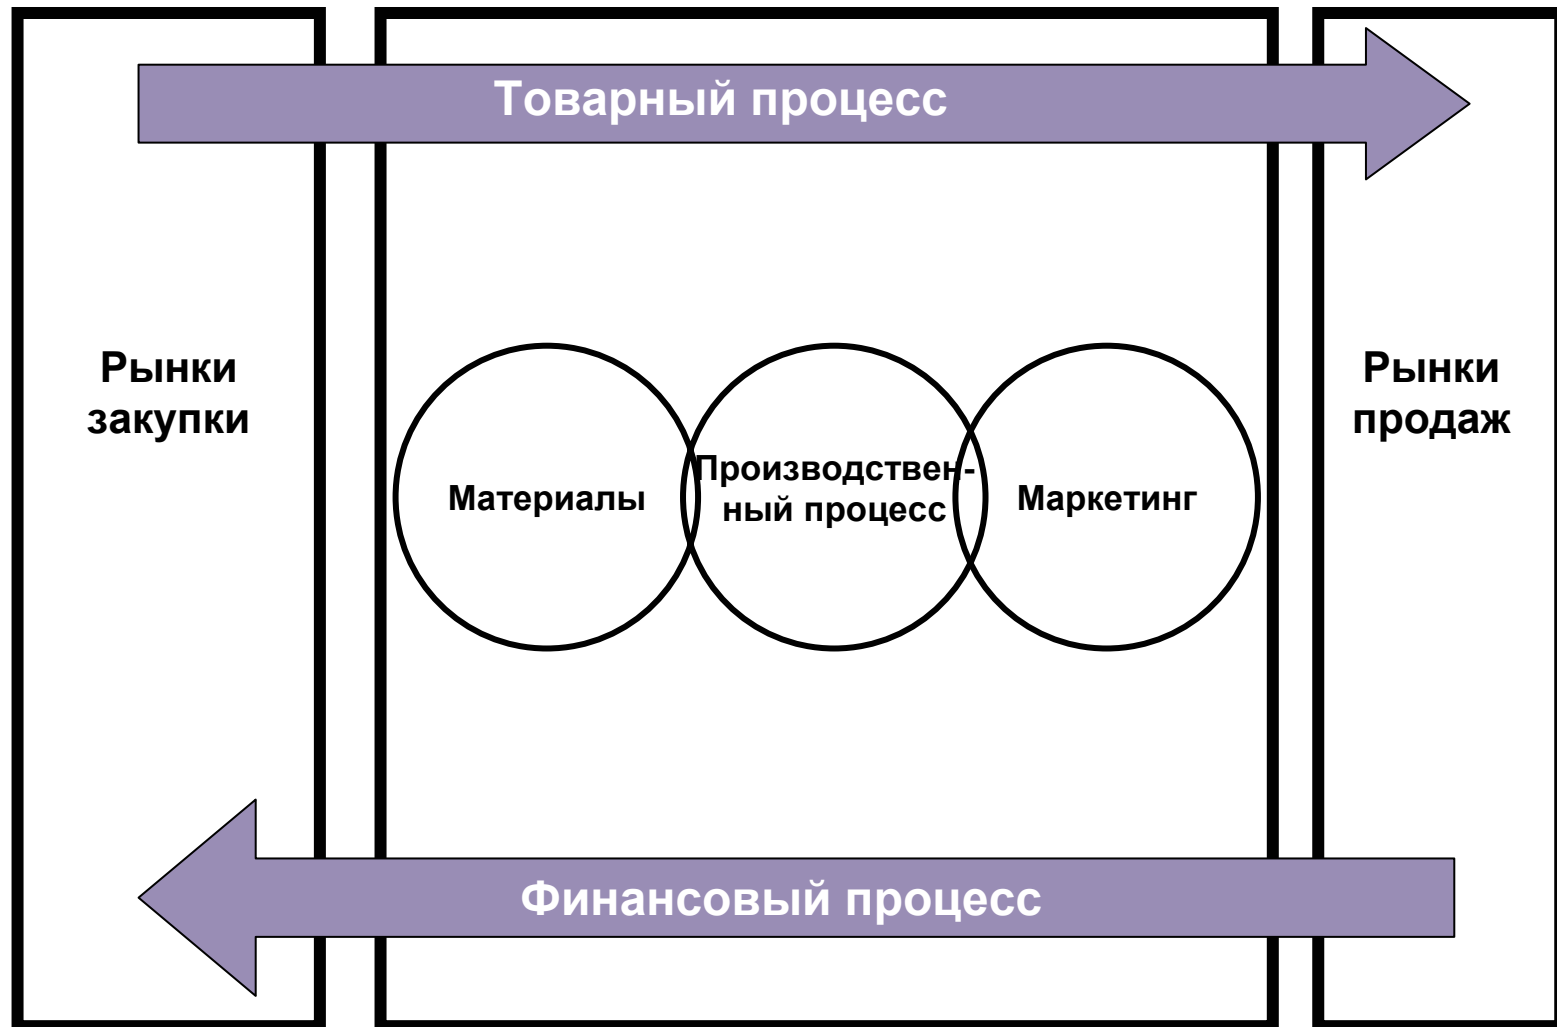 Товарный процесс
Рынки
закупки
Материалы
Производствен-
ный процесс
Маркетинг
Рынки
продаж
Финансовый процесс